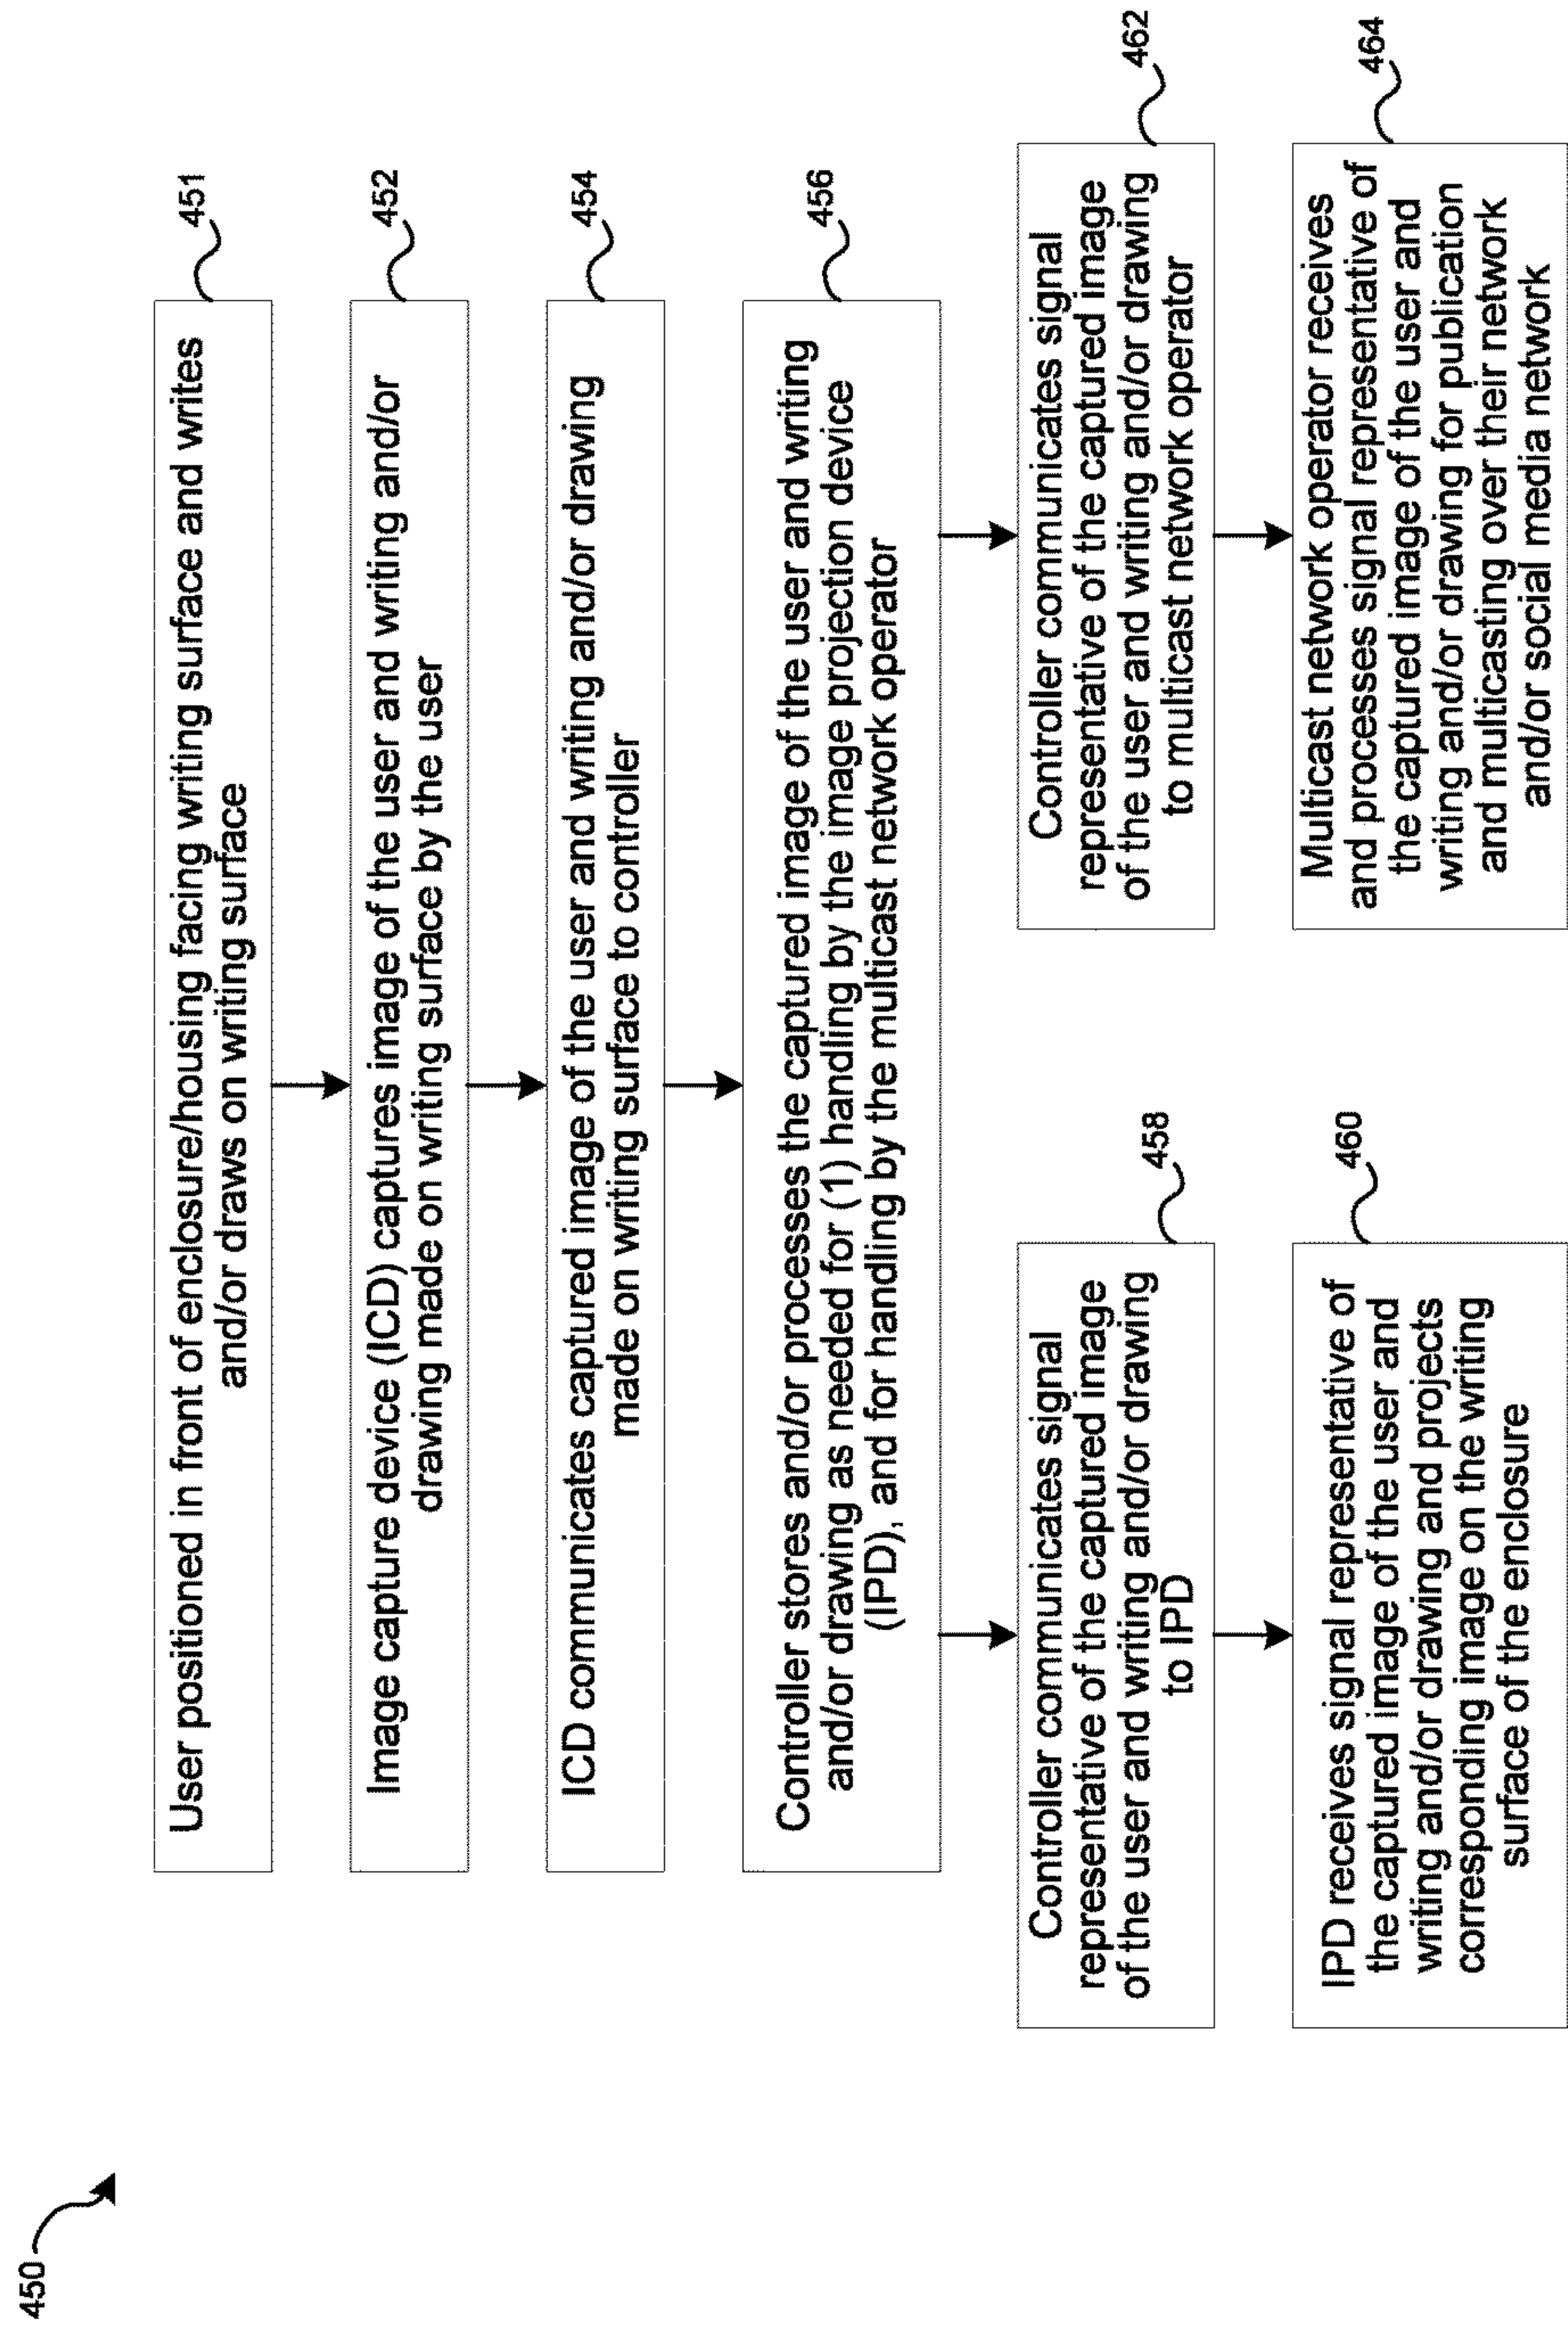 450
User positioned in front of enclosure/housing facing writing surface and writes
and/or draws on writing surface
451
Image capture device (ICD) captures image of the user and writing and/or
drawing made on writing surface by the user
452
ICD communicates captured image of the user and writing and/or drawing
made on writing surface to controller
454
Controller stores and/or processes the captured image of the user and writing
and/or drawing as needed for (1) handling by the image projection device
(IPD), and for handling by the multicast network operator
456
Controller communicates signal
representative of the captured image
of the user and writing and/or drawing
to IPD
458
IPD receives signal representative of
the captured image of the user and
writing and/or drawing and projects
corresponding image on the writing
surface of the enclosure
460
Controller communicates signal
representative of the captured image
of the user and writing and/or drawing
to multicast network operator
462
Multicast network operator receives
and processes signal representative of
the captured image of the user and
writing and/or drawing for publication
and multicasting over their network
and/or social media network
464